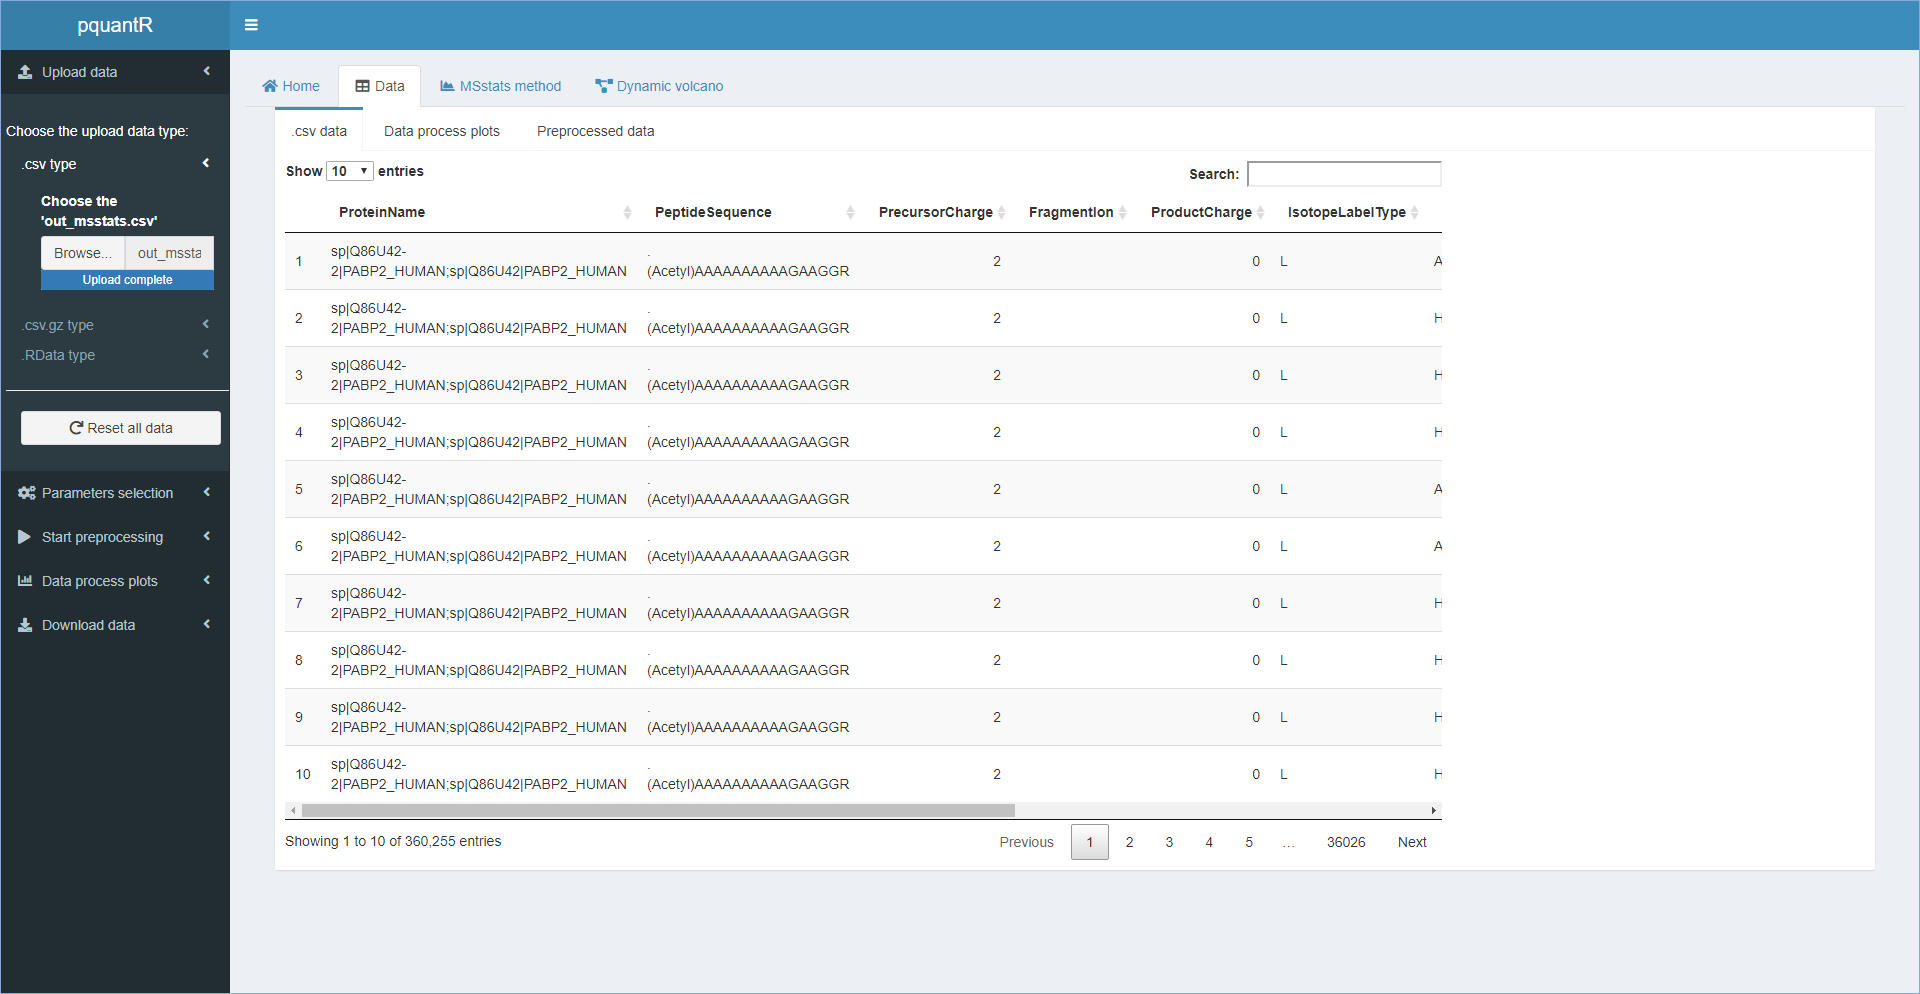 pquantR
Upload data
Choose the upload data type:
.csv type
Choose the
'out_msstats.csv'
Browse... out_mssta
Upload complete
.csv.gz type
.RData type
Reset all data
Parameters selection
Start preprocessing
Data process plots
Download data
Home Data MSstats method Dynamic volcano
.csv data Data process plots Preprocessed data
Show 10 entries Search:
ProteinName PeptideSequence PrecursorCharge FragmentIon ProductCharge IsotopeLabelType
1 sp|Q86U42-
2|PABP2_HUMAN;sp|Q86U42|PABP2_HUMAN .
(Acetyl)AAAAAAAAAAGAAGGR 2 0 L A
2 sp|Q86U42-
2|PABP2_HUMAN;sp|Q86U42|PABP2_HUMAN .
(Acetyl)AAAAAAAAAAGAAGGR 2 0 L H
3 sp|Q86U42-
2|PABP2_HUMAN;sp|Q86U42|PABP2_HUMAN .
(Acetyl)AAAAAAAAAAGAAGGR 2 0 L H
4 sp|Q86U42-
2|PABP2_HUMAN;sp|Q86U42|PABP2_HUMAN .
(Acetyl)AAAAAAAAAAGAAGGR 2 0 L H
5 sp|Q86U42-
2|PABP2_HUMAN;sp|Q86U42|PABP2_HUMAN .
(Acetyl)AAAAAAAAAAGAAGGR 2 0 L A
6 sp|Q86U42-
2|PABP2_HUMAN;sp|Q86U42|PABP2_HUMAN .
(Acetyl)AAAAAAAAAAGAAGGR 2 0 L A
7 sp|Q86U42-
2|PABP2_HUMAN;sp|Q86U42|PABP2_HUMAN .
(Acetyl)AAAAAAAAAAGAAGGR 2 0 L H
8 sp|Q86U42-
2|PABP2_HUMAN;sp|Q86U42|PABP2_HUMAN .
(Acetyl)AAAAAAAAAAGAAGGR 2 0 L H
9 sp|Q86U42-
2|PABP2_HUMAN;sp|Q86U42|PABP2_HUMAN .
(Acetyl)AAAAAAAAAAGAAGGR 2 0 L H
10 sp|Q86U42-
2|PABP2_HUMAN;sp|Q86U42|PABP2_HUMAN .
(Acetyl)AAAAAAAAAAGAAGGR 2 0 L H
Showing 1 to 10 of 360,255 entries Previous 1 2 3 4 5 … 36026 Next